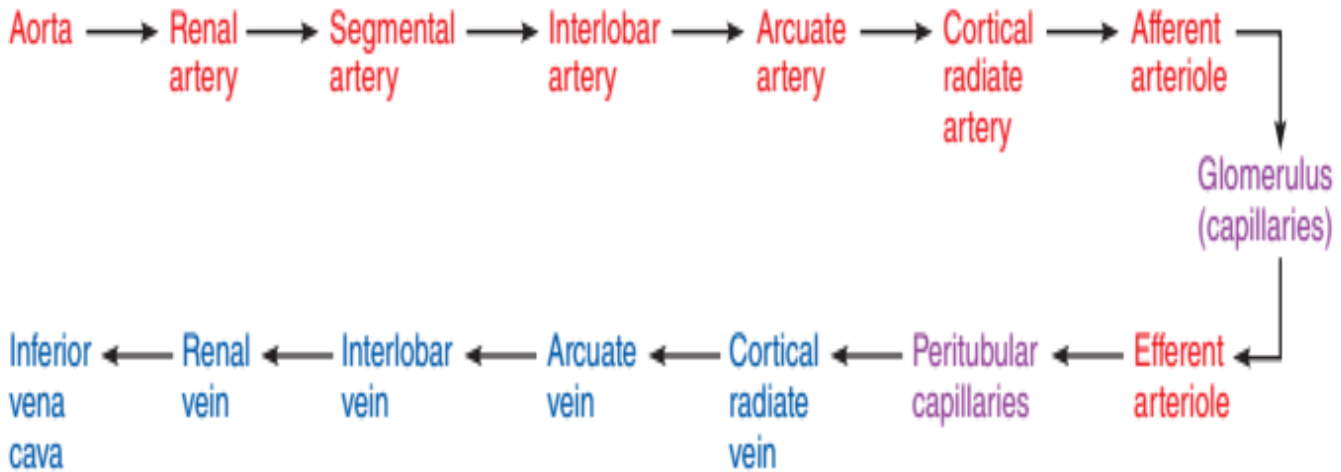 Aorta Renal Segmental Interlobar Arcuate Cortical Afferent
artery artery artery artery radiate arteriole
artery
Glomerulus
(capillaries)
Inferior Renal Interlobar Arcuate Cortical Peritubular Efferent
vena vein vein vein radiate capillaries arteriole
cava vein